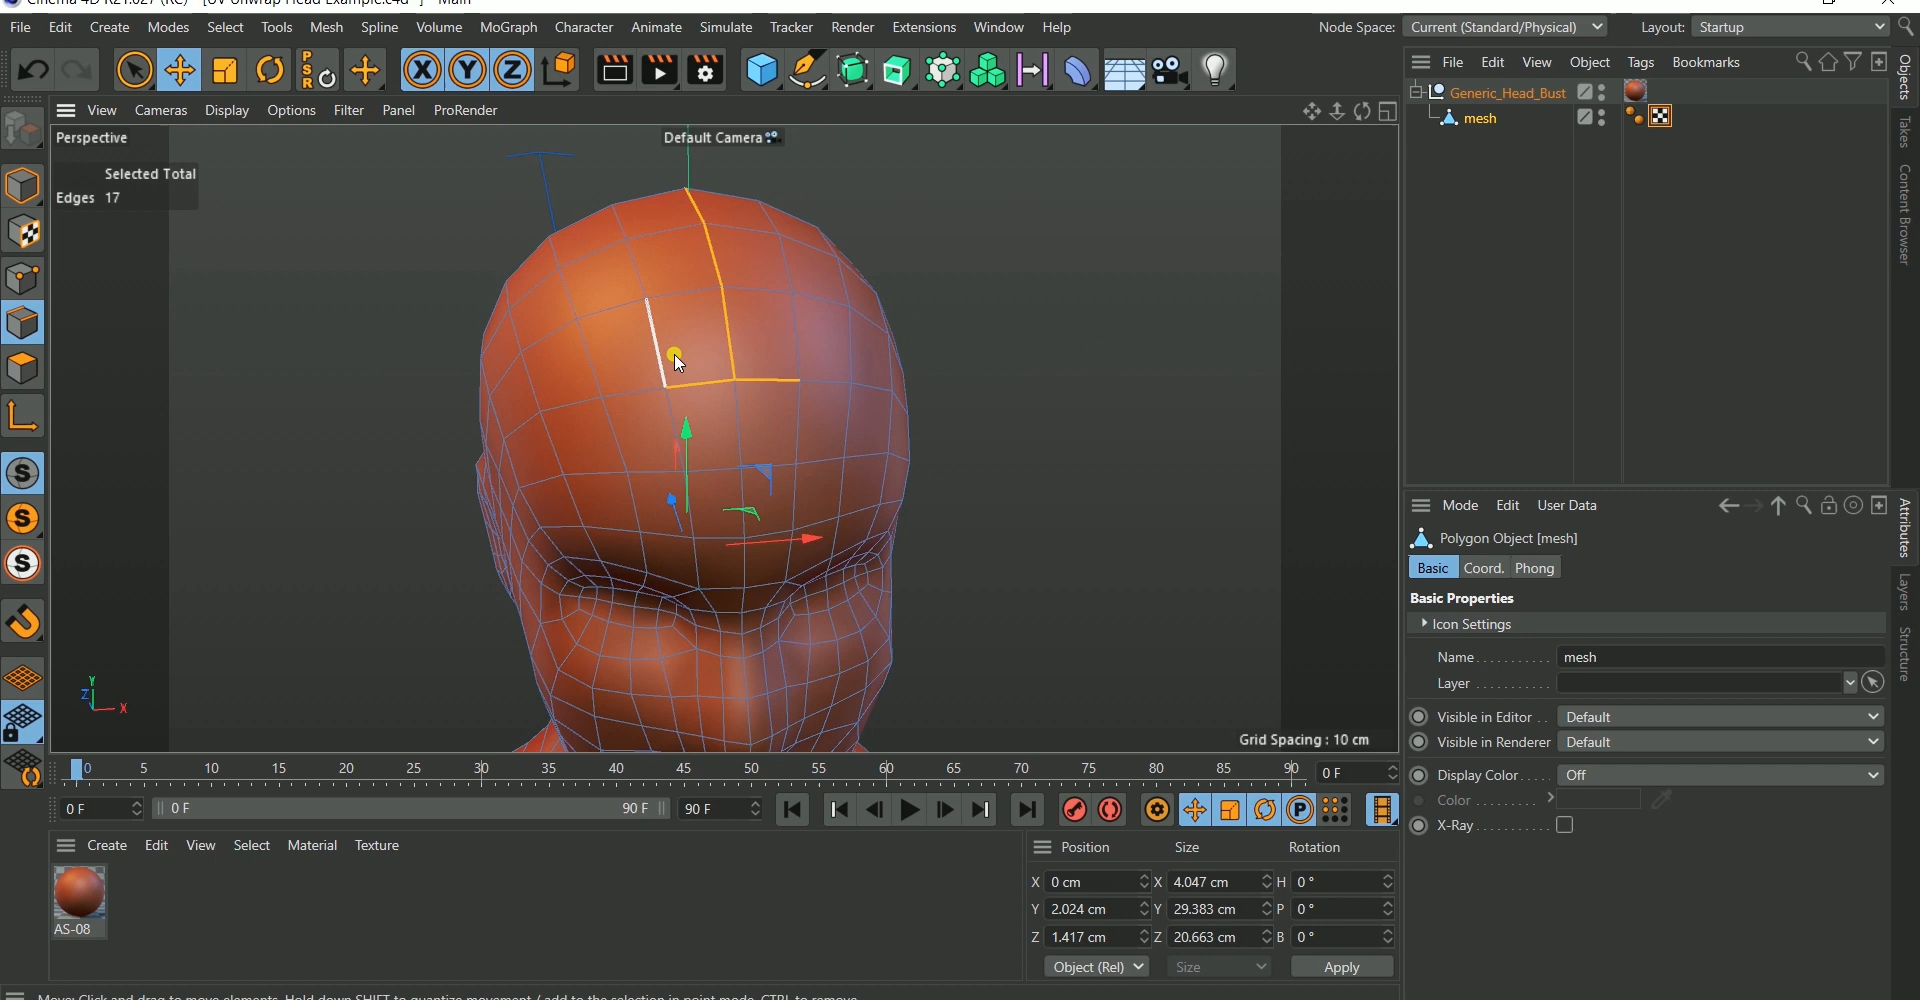 Cinema 4D R21.027 (RC) - [UV Unwrap Head Example.c4d *] - Main
File Edit Create Modes Select Tools Mesh Spline Volume MoGraph Character Animate Simulate Tracker Render Extensions Window Help Node Space: Current (Standard/Physical) Layout: Startup
PSR X Y Z
File Edit View Object Tags Bookmarks
Generic_Head_Bust
mesh
Objects
Takes
Content Browser
View Cameras Display Options Filter Panel ProRender
Perspective
Default Camera
Selected Total
Edges 17
S
S
S
Y
Z
X
Grid Spacing : 10 cm
Mode Edit User Data
Polygon Object [mesh]
Basic Coord. Phong
Basic Properties
Icon Settings
Name mesh
Layer
Visible in Editor Default
Visible in Renderer Default
Display Color Off
Color
X-Ray
Attributes
Layers
Structure
0 5 10 15 20 25 30 35 40 45 50 55 60 65 70 75 80 85 90 0 F
0 F 0 F 90 F 90 F P
Create Edit View Select Material Texture
AS-08
Position Size Rotation
X 0 cm X 4.047 cm H 0 °
Y 2.024 cm Y 29.383 cm P 0 °
Z 1.417 cm Z 20.663 cm B 0 °
Object (Rel) Size Apply
Move: Click and drag to move elements. Hold down SHIFT to quantize movement / add to the selection in point mode, CTRL to remove.